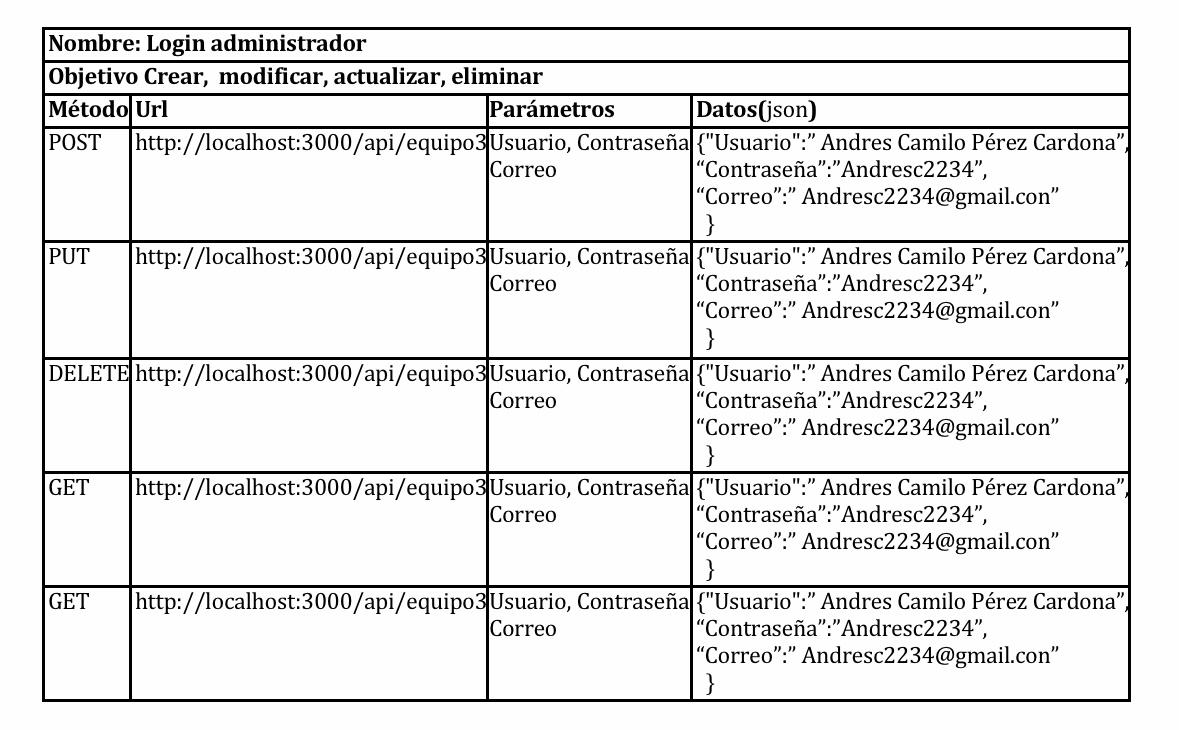 Nombre: Login administrador
Objetivo Crear,  modificar, actualizar, eliminar
Método Url Parámetros Datos(json)
POST http://localhost:3000/api/equipo3 Usuario, Contraseña {"Usuario":” Andres Camilo Pérez Cardona”,
Correo “Contraseña”:”Andresc2234”,
“Correo”:” Andresc2234@gmail.con”
}
PUT http://localhost:3000/api/equipo3 Usuario, Contraseña {"Usuario":” Andres Camilo Pérez Cardona”,
Correo “Contraseña”:”Andresc2234”,
“Correo”:” Andresc2234@gmail.con”
}
DELETE http://localhost:3000/api/equipo3 Usuario, Contraseña {"Usuario":” Andres Camilo Pérez Cardona”,
Correo “Contraseña”:”Andresc2234”,
“Correo”:” Andresc2234@gmail.con”
}
GET http://localhost:3000/api/equipo3 Usuario, Contraseña {"Usuario":” Andres Camilo Pérez Cardona”,
Correo “Contraseña”:”Andresc2234”,
“Correo”:” Andresc2234@gmail.con”
}
GET http://localhost:3000/api/equipo3 Usuario, Contraseña {"Usuario":” Andres Camilo Pérez Cardona”,
Correo “Contraseña”:”Andresc2234”,
“Correo”:” Andresc2234@gmail.con”
}